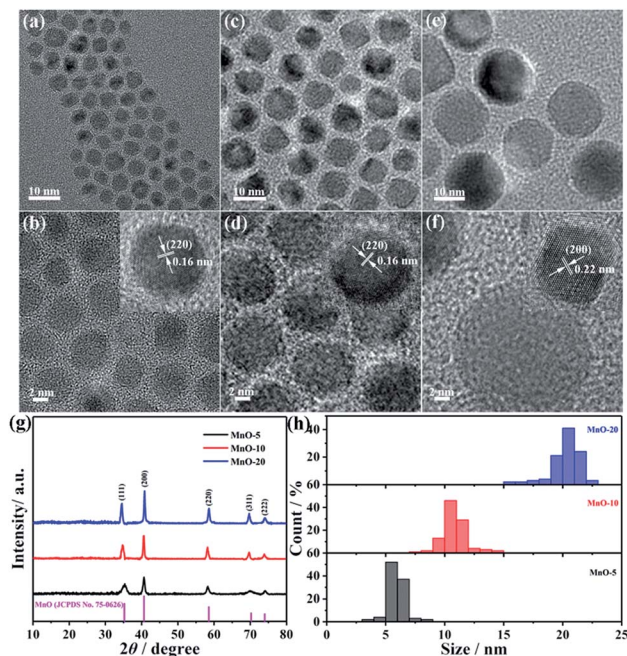 (a)
(c)
(e)
10 nm
10 nm
10 nm
(b)
(220)
0.16 nm
2 nm
(d)
(220)
0.16 nm
2 nm
(f)
(200)
0.22 nm
2 nm
(g)
MnO-5
MnO-10
MnO-20
(111)
(200)
(220)
(311)
(222)
Intensity/ a.u.
MnO (JCPDS No. 75-0626)
10 20 30 40 50 60 70 80
2θ / degree
(h)
MnO-20
40
20
60
MnO-10
40
20
60
MnO-5
40
20
Count / %
0 5 10 15 20 25
Size / nm